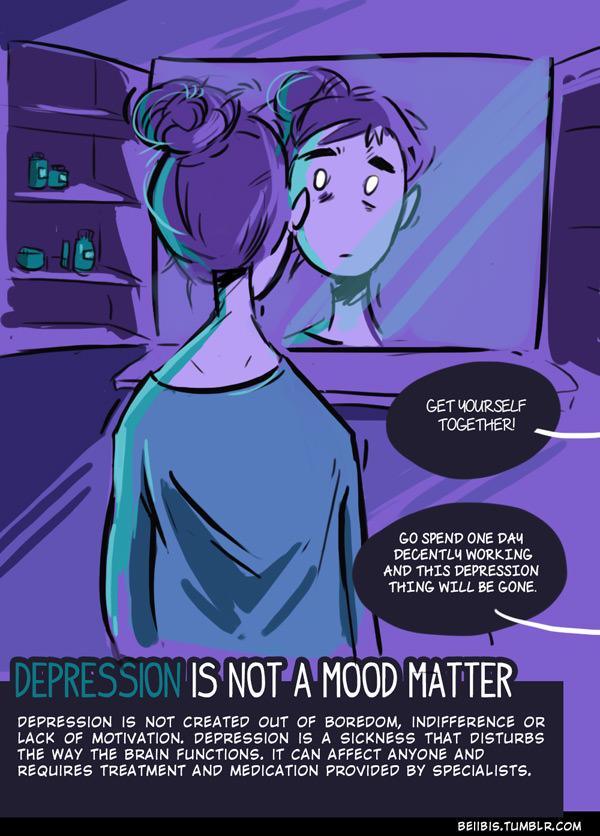 GET YOURSELF
TOGETHER!
GO SPEND ONE DAY
DECENTLY WORKING
AND THIS DEPRESSION
THING WILL BE GONE.
DEPRESSION IS NOT A MOOD MATTER
DEPRESSION IS NOT CREATED OUT OF BOREDOM, INDIFFERENCE OR
LACK OF MOTIVATION. DEPRESSION IS A SICKNESS THAT DISTURBS
THE WAY THE BRAIN FUNCTIONS. IT CAN AFFECT ANYONE AND
REQUIRES TREATMENT AND MEDICATION PROVIDED BY SPECIALISTS.
BEIIBIS.TUMBLR.COM